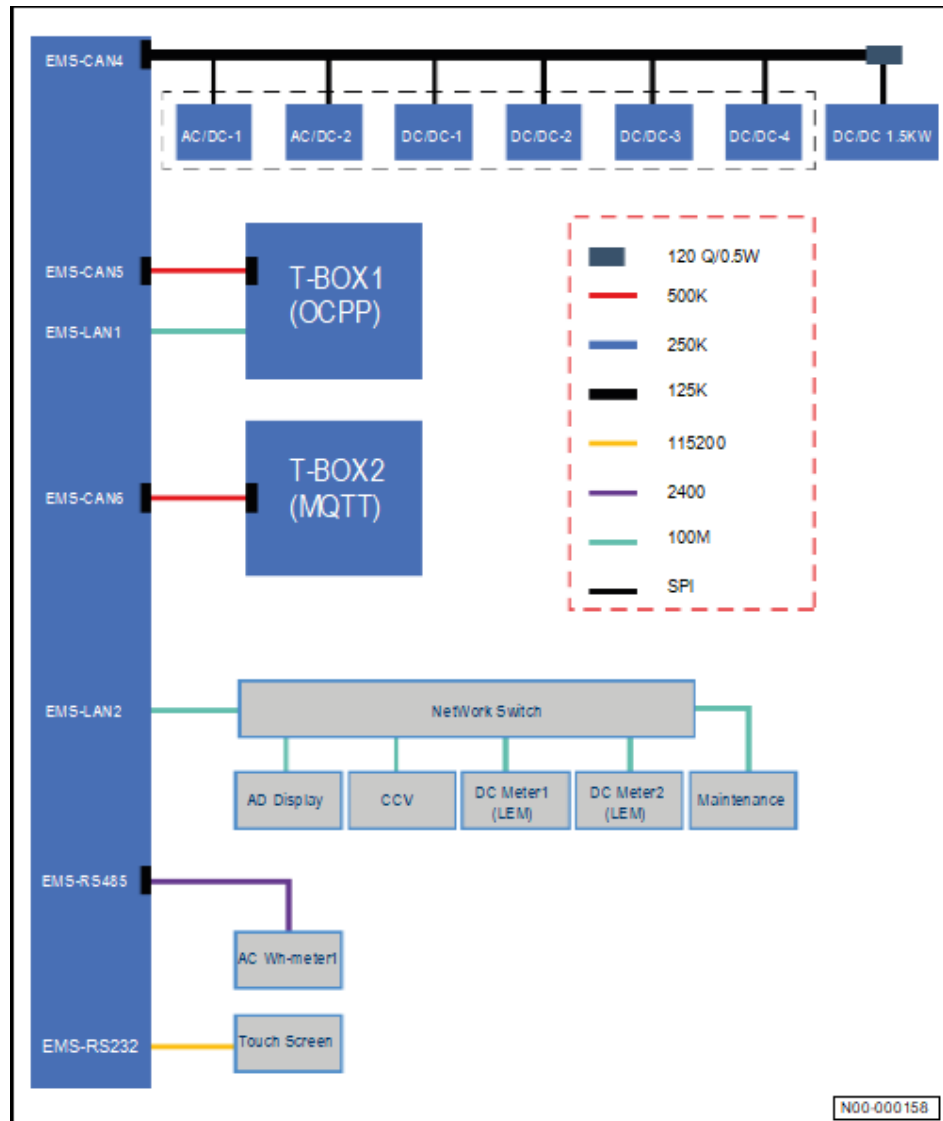 EMS-CAN4
AC/DC-1
AC/DC-2
DC/DC-1
DC/DC-2
DC/DC-3
DC/DC-4
DC/DC 1.5KW
EMS-CAN5
T-BOX1
(OCPP)
EMS-LAN1
EMS-CAN6
T-BOX2
(MQTT)
120 Q/0.5W
500K
250K
125K
115200
2400
100M
SPI
EMS-LAN2
NetWork Switch
AD Display
CCV
DC Meter1
(LEM)
DC Meter2
(LEM)
Maintenance
EMS-RS485
AC Wh-meter1
EMS-RS232
Touch Screen
N00-000158